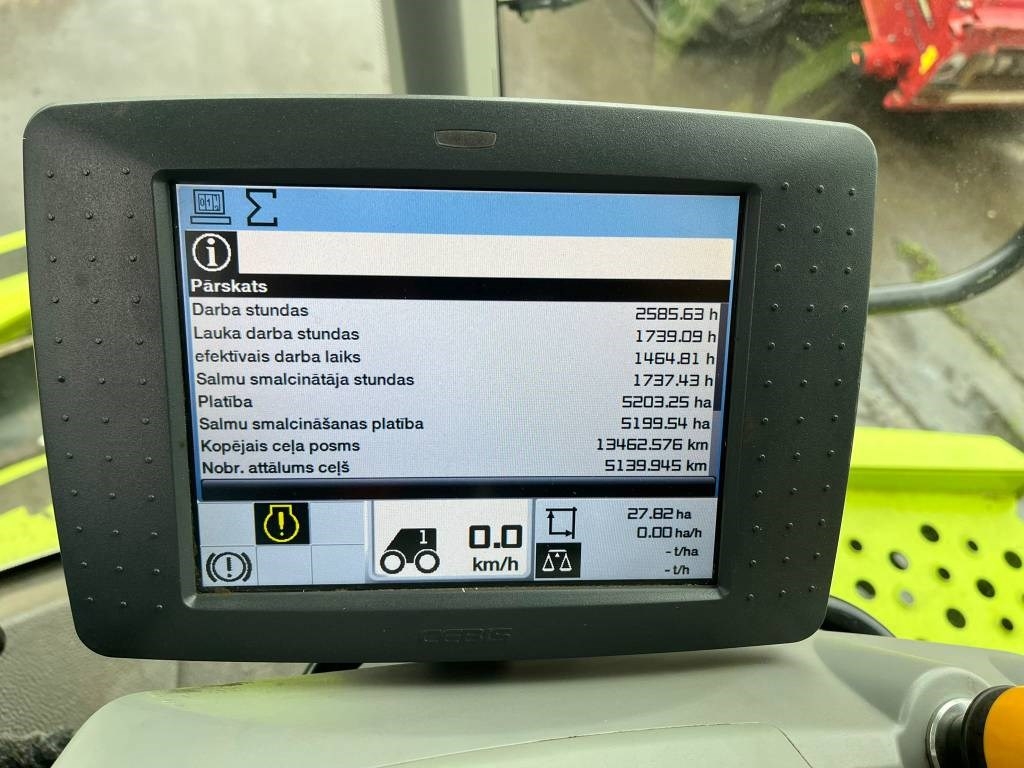 Pārskats
Darba stundas 2585.63 h
Lauka darba stundas 1739.09 h
efektīvais darba laiks 1464.81 h
Salmu smalcinātāja stundas 1737.43 h
Platība 5203.25 ha
Salmu smalcināšanas platība 5199.54 ha
Kopējais ceļa posms 13462.576 km
Nobr. attālums ceļš 5139.945 km
1 0.0 km/h
27.82 ha
0.00 ha/h
- t/ha
- t/h
CEBIS